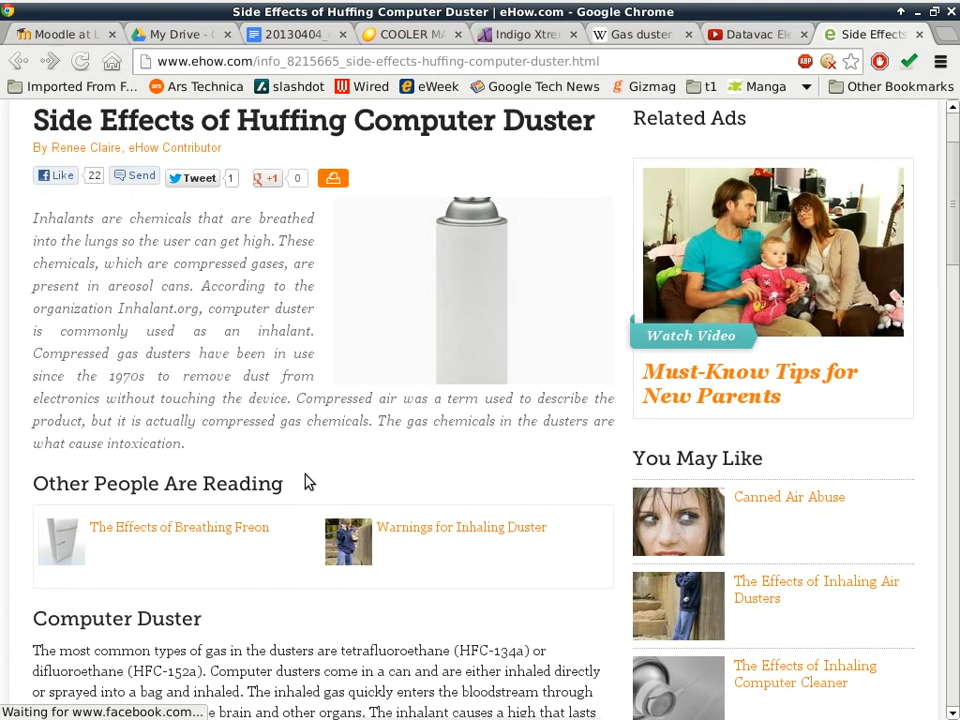 Side Effects of Huffing Computer Duster | eHow.com - Google Chrome
Moodle at L
My Drive -
20130404_
COOLER MA
Indigo Xtre
Gas duster
Datavac Ele
Side Effects
www.ehow.com/info_8215665_side-effects-huffing-computer-duster.html
Imported From F...
Ars Technica
slashdot
Wired
eWeek
Google Tech News
Gizmag
t1
Manga
Other Bookmarks
Side Effects of Huffing Computer Duster
By Renee Claire, eHow Contributor
Like 22 Send Tweet 1 +1 0
Inhalants are chemicals that are breathed
into the lungs so the user can get high. These
chemicals, which are compressed gases, are
present in areosol cans. According to the
organization Inhalant.org, computer duster
is commonly used as an inhalant.
Compressed gas dusters have been in use
since the 1970s to remove dust from
electronics without touching the device. Compressed air was a term used to describe the
product, but it is actually compressed gas chemicals. The gas chemicals in the dusters are
what cause intoxication.
Other People Are Reading
The Effects of Breathing Freon
Warnings for Inhaling Duster
Computer Duster
The most common types of gas in the dusters are tetrafluroethane (HFC-134a) or
difluroethane (HFC-152a). Computer dusters come in a can and are either inhaled directly
or sprayed into a bag and inhaled. The inhaled gas quickly enters the bloodstream through
e brain and other organs. The inhalant causes a high that lasts
Waiting for www.facebook.com...
Related Ads
Watch Video
Must-Know Tips for
New Parents
You May Like
Canned Air Abuse
The Effects of Inhaling Air
Dusters
The Effects of Inhaling
Computer Cleaner